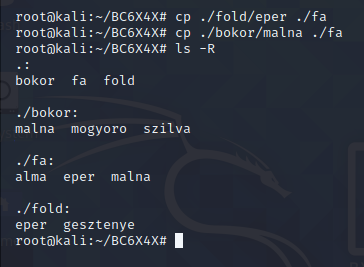 root@kali:~/BC6X4X# cp ./fold/eper ./fa
root@kali:~/BC6X4X# cp ./bokor/malna ./fa
root@kali:~/BC6X4X# ls -R
.:
bokor  fa  fold

./bokor:
malna  mogyoro  szilva

./fa:
alma  eper  malna

./fold:
eper  gesztenye
root@kali:~/BC6X4X#